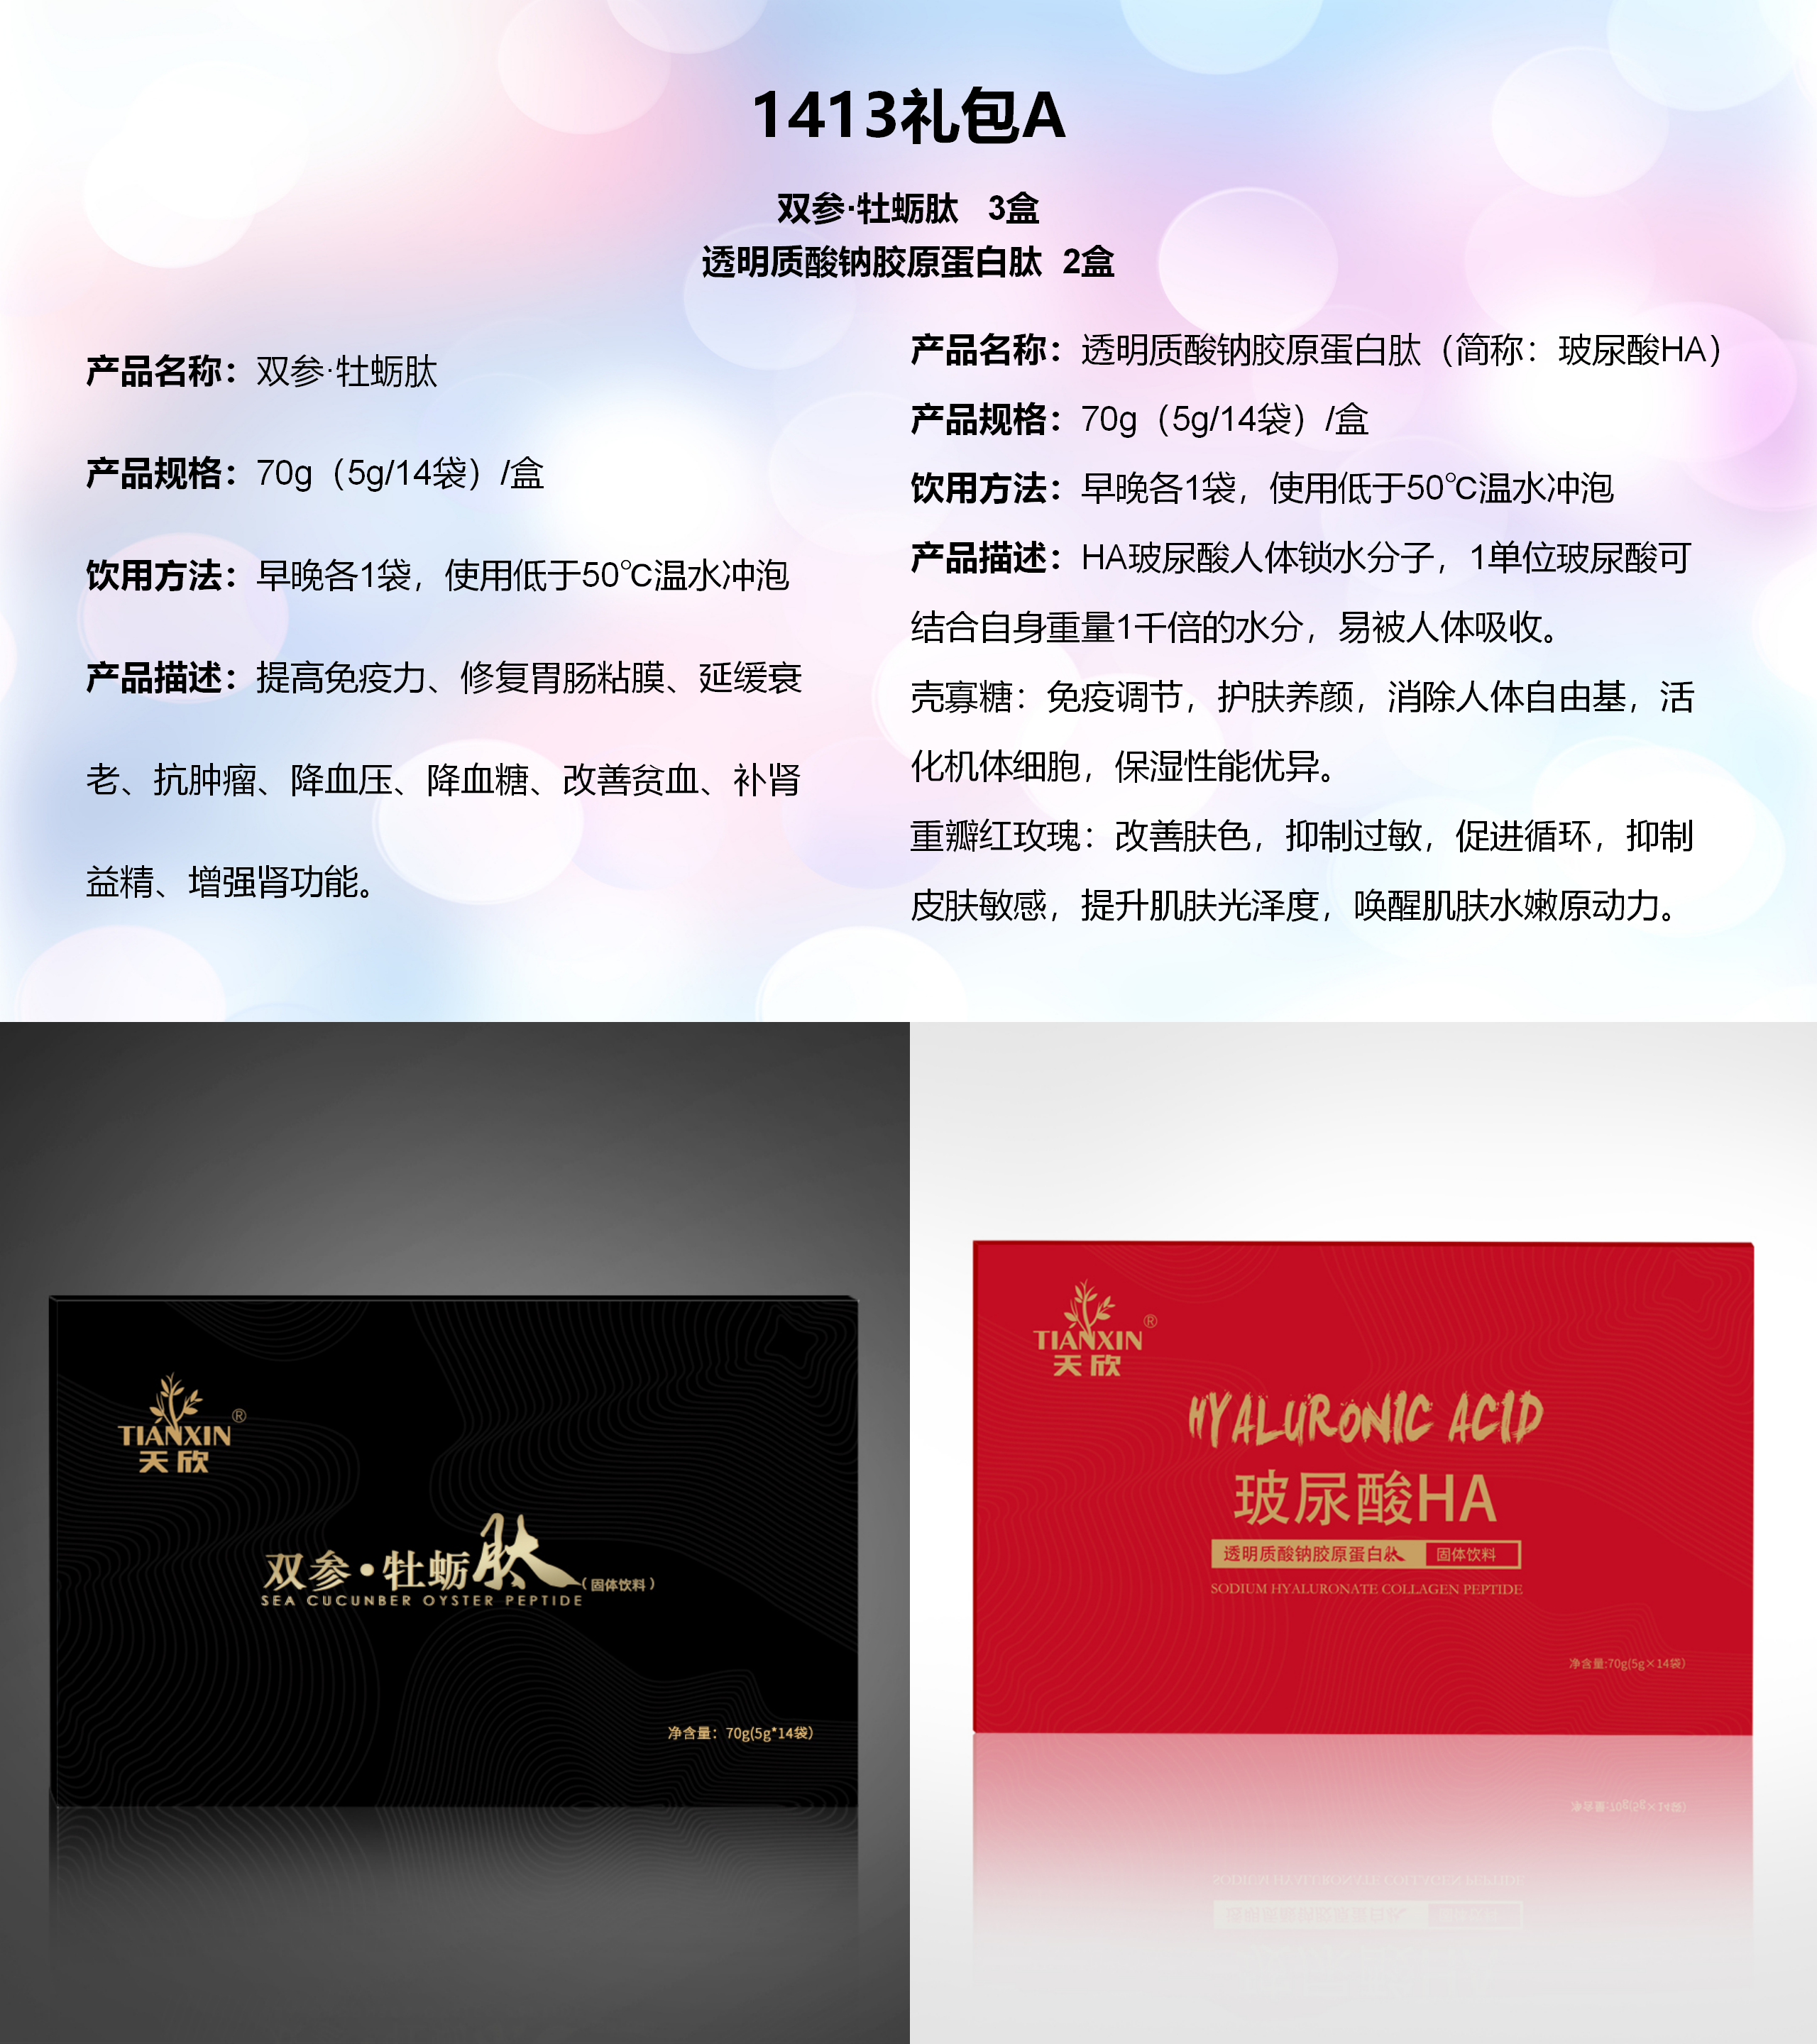 1413礼包A
双参·牡蛎肽 3盒
透明质酸钠胶原蛋白肽 2盒
产品名称：双参·牡蛎肽
产品规格：70g（5g/14袋）/盒
饮用方法：早晚各1袋，使用低于50℃温水冲泡
产品描述：提高免疫力、修复胃肠粘膜、延缓衰
老、抗肿瘤、降血压、降血糖、改善贫血、补肾
益精、增强肾功能。
产品名称：透明质酸钠胶原蛋白肽（简称：玻尿酸HA）
产品规格：70g（5g/14袋）/盒
饮用方法：早晚各1袋，使用低于50℃温水冲泡
产品描述：HA玻尿酸人体锁水分子，1单位玻尿酸可
结合自身重量1千倍的水分，易被人体吸收。
壳寡糖：免疫调节，护肤养颜，消除人体自由基，活
化机体细胞，保湿性能优异。
重瓣红玫瑰：改善肤色，抑制过敏，促进循环，抑制
皮肤敏感，提升肌肤光泽度，唤醒肌肤水嫩原动力。
TIANXIN®
天欣
双参·牡蛎肽（固体饮料）
SEA CUCUNBER OYSTER PEPTIDE
净含量：70g(5g*14袋)
TIANXIN®
天欣
HYALURONIC ACID
玻尿酸HA
透明质酸钠胶原蛋白肽 固体饮料
SODIUM HYALURONATE COLLAGEN PEPTIDE
净含量:70g(5g×14袋)